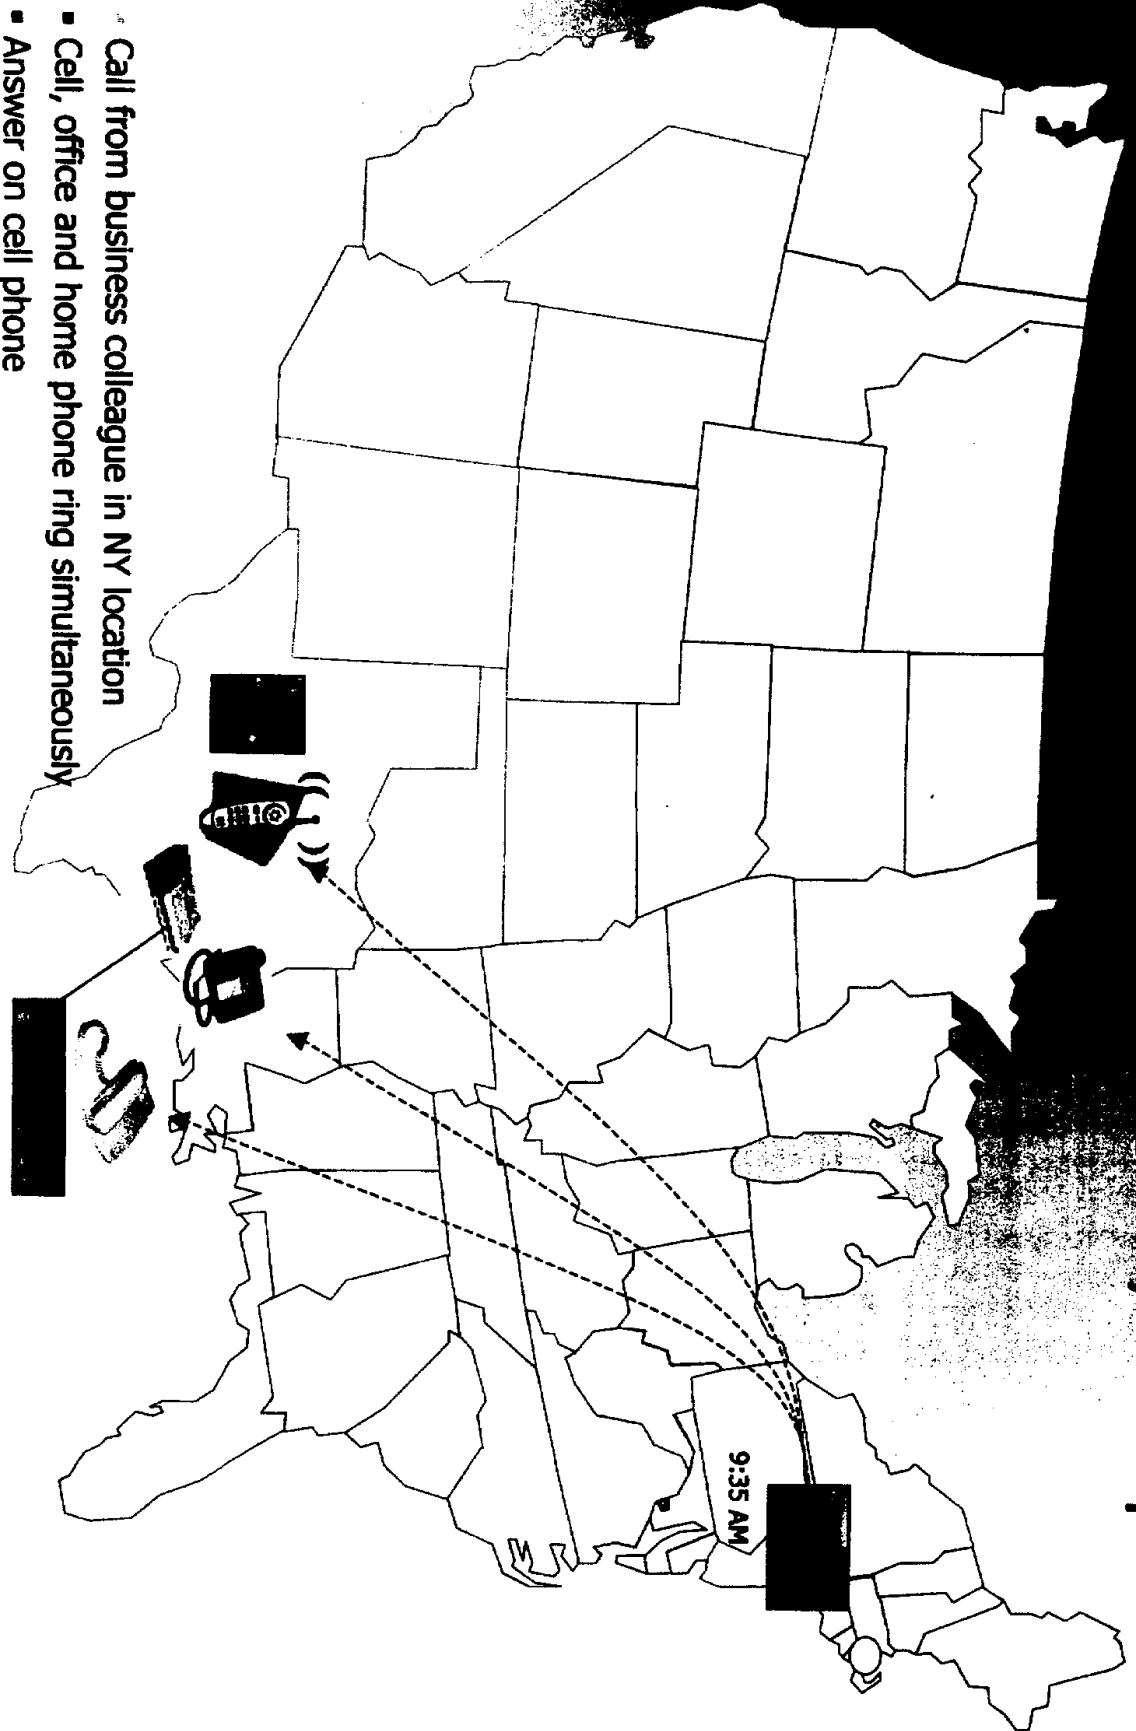 9:35 AM
Call from business colleague in NY location
▪ Cell, office and home phone ring simultaneously
▪ Answer on cell phone